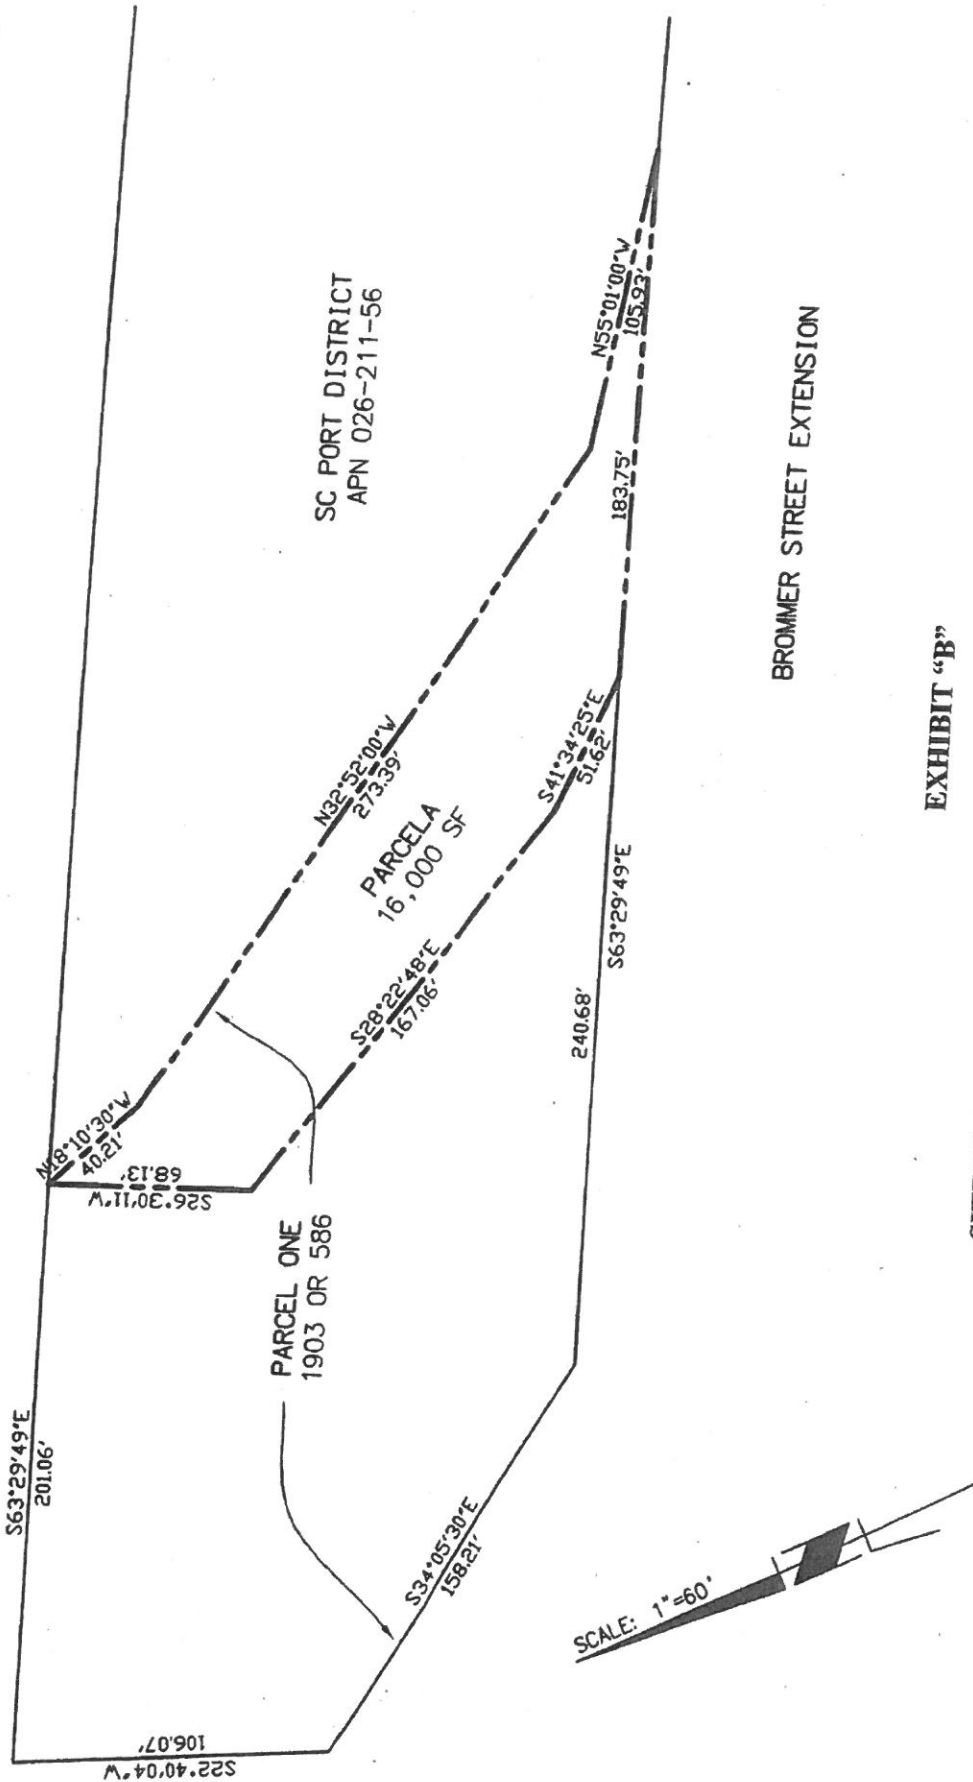 S63°29'49"E
201.06'
SC PORT DISTRICT
APN 026-211-56
N18°10'30"W
40.21'
S26°30'11"W
68.13'
N32°52'00"W
273.39'
N55°01'00"W
105.93'
183.75'
PARCELA
16,000 SF
S28°22'48"E
167.06'
S41°34'25"E
51.62'
PARCEL ONE
1903 OR 586
S22°40'04"W
106.07'
S34°05'30"E
158.21'
240.68'
S63°29'49"E
BROMMER STREET EXTENSION
SCALE: 1"=60'
EXHIBIT "B"